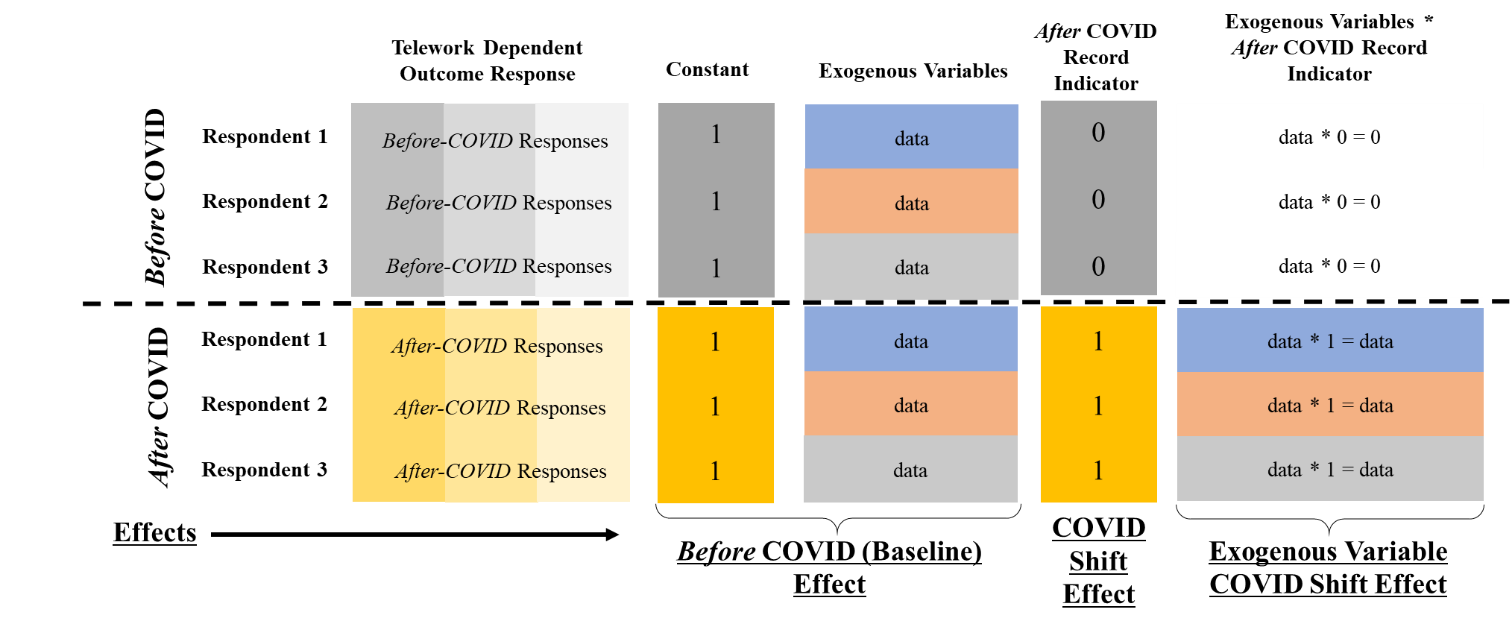 Telework Dependent
Outcome Response
Constant
Exogenous Variables
After COVID
Record
Indicator
Exogenous Variables *
After COVID Record
Indicator
Before COVID
Respondent 1
Before-COVID Responses
1
data
0
data * 0 = 0
Respondent 2
Before-COVID Responses
1
data
0
data * 0 = 0
Respondent 3
Before-COVID Responses
1
data
0
data * 0 = 0
After COVID
Respondent 1
After-COVID Responses
1
data
1
data * 1 = data
Respondent 2
After-COVID Responses
1
data
1
data * 1 = data
Respondent 3
After-COVID Responses
1
data
1
data * 1 = data
Effects
Before COVID (Baseline)
Effect
COVID
Shift
Effect
Exogenous Variable
COVID Shift Effect